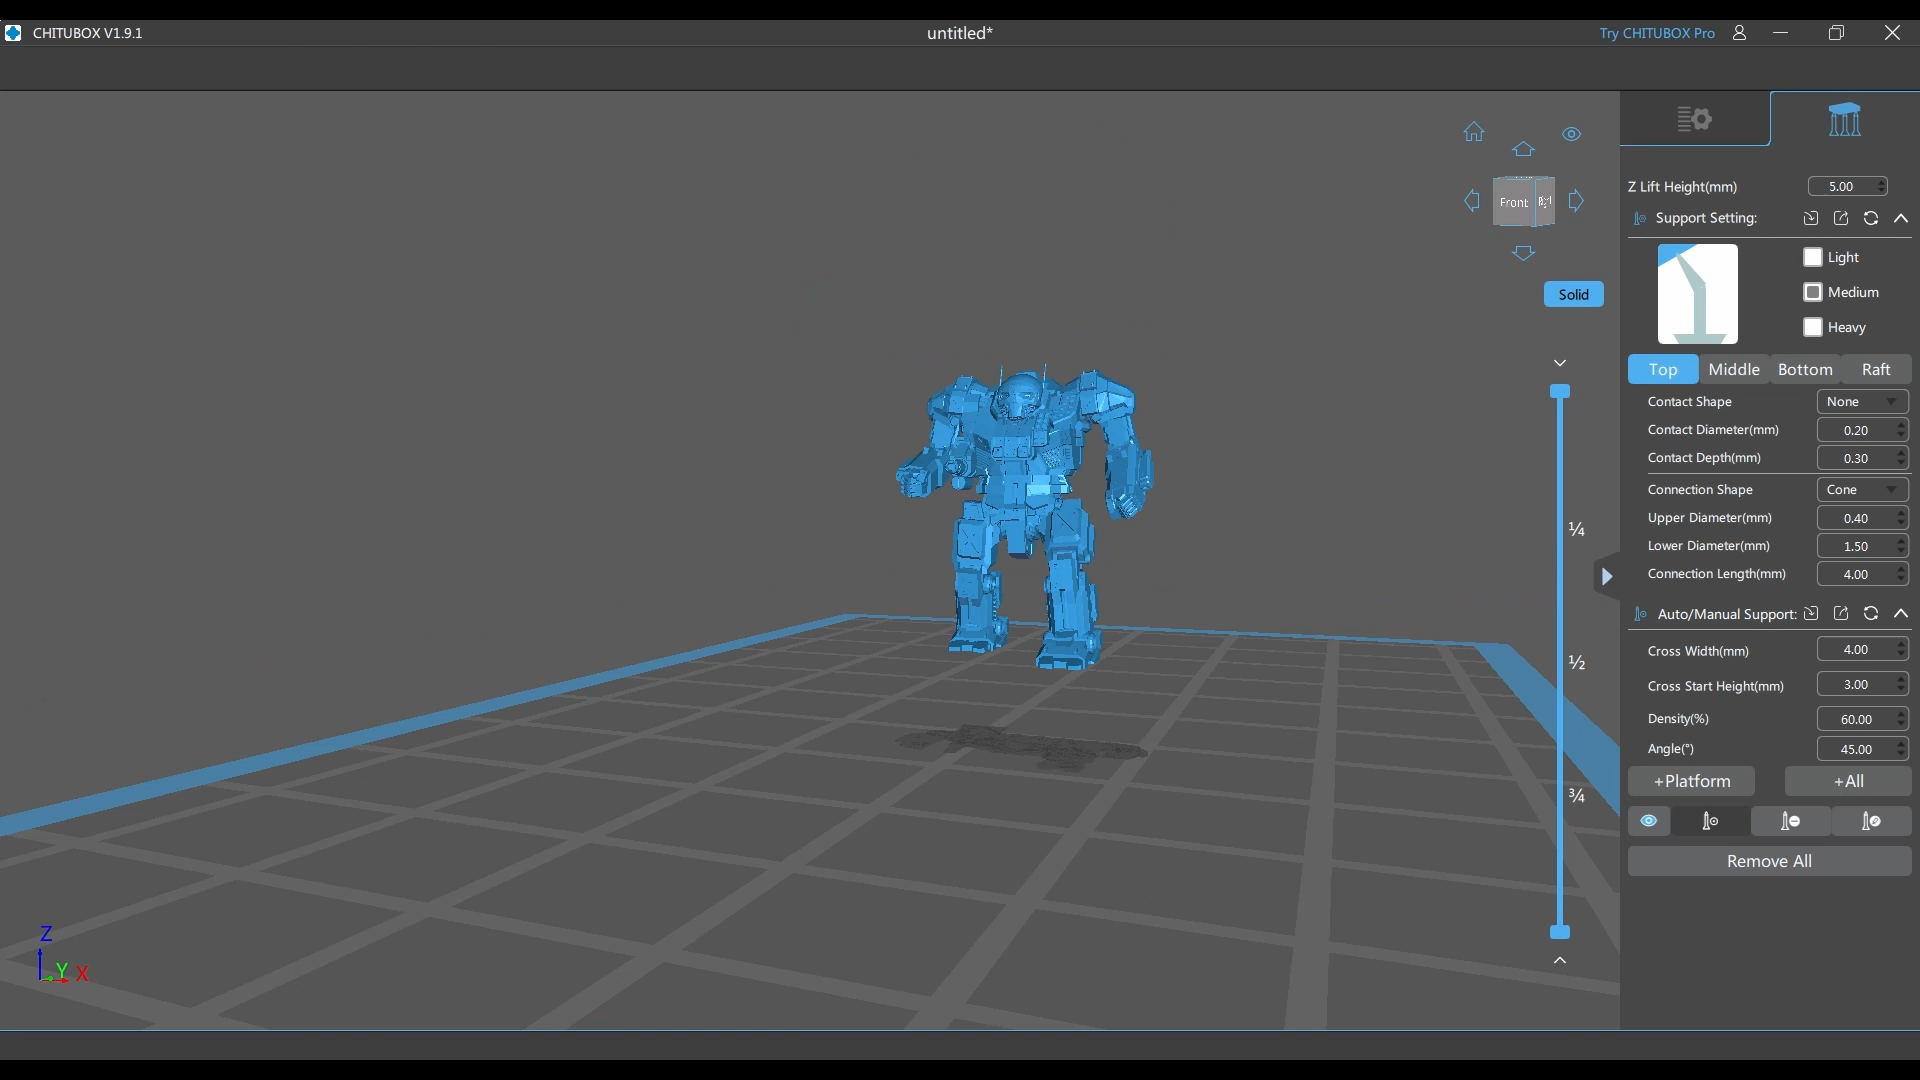 CHITUBOX V1.9.1
untitled*
Try CHITUBOX Pro
Front
Solid
¼
½
¾
Z
Y X
Z Lift Height(mm) 5.00
Support Setting:
Light
Medium
Heavy
Top Middle Bottom Raft
Contact Shape None
Contact Diameter(mm) 0.20
Contact Depth(mm) 0.30
Connection Shape Cone
Upper Diameter(mm) 0.40
Lower Diameter(mm) 1.50
Connection Length(mm) 4.00
Auto/Manual Support:
Cross Width(mm) 4.00
Cross Start Height(mm) 3.00
Density(%) 60.00
Angle(°) 45.00
+Platform +All
Remove All